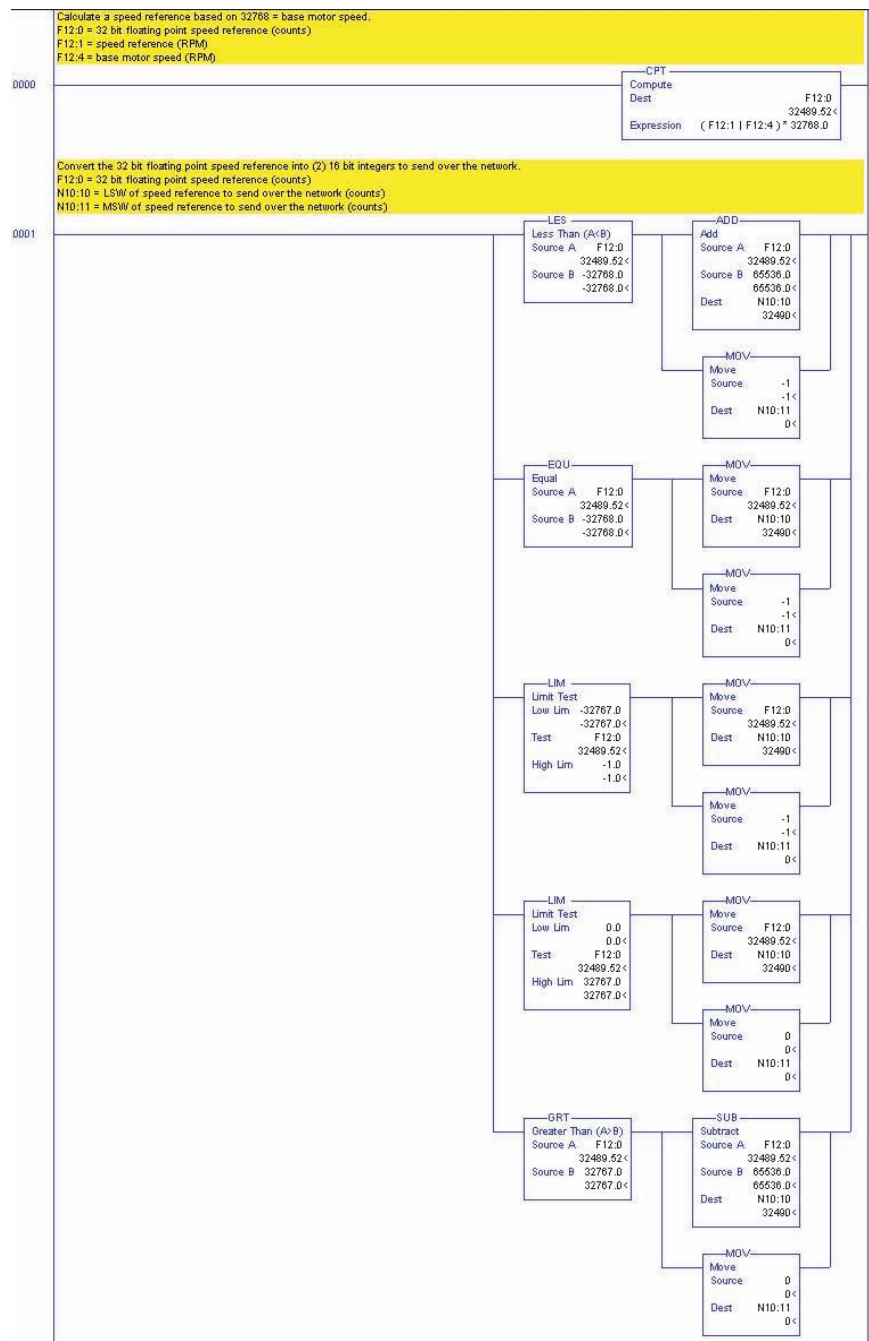 Calculate a speed reference based on 32768 = base motor speed.
F12:0 = 32 bit floating point speed reference (counts)
F12:1 = speed reference (RPM)
F12:4 = base motor speed (RPM)
0000
CPT
Compute
Dest F12:0
32489.52<
Expression ( F12:1 | F12:4 ) * 32768.0
Convert the 32 bit floating point speed reference into (2) 16 bit integers to send over the network.
F12:0 = 32 bit floating point speed reference (counts)
N10:10 = LSW of speed reference to send over the network (counts)
N10:11 = MSW of speed reference to send over the network (counts)
0001
LES
Less Than (A<B)
Source A F12:0
32489.52<
Source B -32768.0
-32768.0<
ADD
Add
Source A F12:0
32489.52<
Source B 65536.0
65536.0<
Dest N10:10
32490<
MOV
Move
Source -1
-1<
Dest N10:11
0<
EQU
Equal
Source A F12:0
32489.52<
Source B -32768.0
-32768.0<
MOV
Move
Source F12:0
32489.52<
Dest N10:10
32490<
MOV
Move
Source -1
-1<
Dest N10:11
0<
LIM
Limit Test
Low Lim -32767.0
-32767.0<
Test F12:0
32489.52<
High Lim -1.0
-1.0<
MOV
Move
Source F12:0
32489.52<
Dest N10:10
32490<
MOV
Move
Source -1
-1<
Dest N10:11
0<
LIM
Limit Test
Low Lim 0.0
0.0<
Test F12:0
32489.52<
High Lim 32767.0
32767.0<
MOV
Move
Source F12:0
32489.52<
Dest N10:10
32490<
MOV
Move
Source 0
0<
Dest N10:11
0<
GRT
Greater Than (A>B)
Source A F12:0
32489.52<
Source B 32767.0
32767.0<
SUB
Subtract
Source A F12:0
32489.52<
Source B 65536.0
65536.0<
Dest N10:10
32490<
MOV
Move
Source 0
0<
Dest N10:11
0<